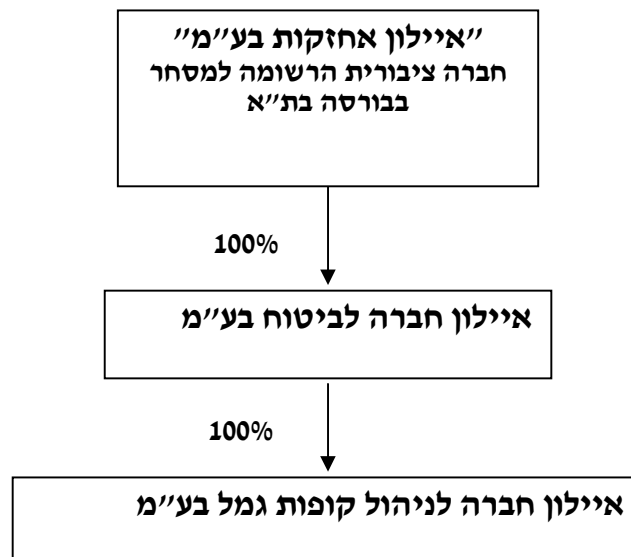 "איילון אחזקות בע"מ"
חברה ציבורית הרשומה למסחר
בבורסה בת"א
100%
איילון חברה לביטוח בע"מ
100%
איילון חברה לניהול קופות גמל בע"מ